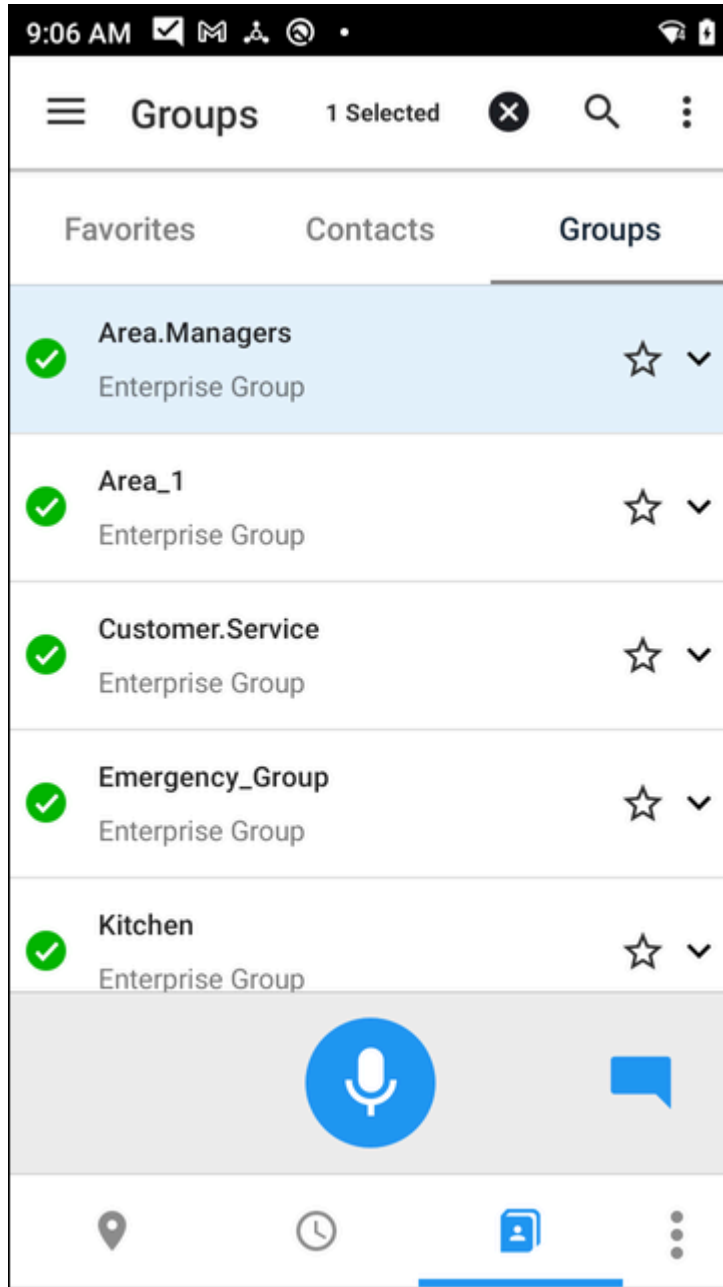 9:06 AM
Groups 1 Selected
Favorites Contacts Groups
Area.Managers
Enterprise Group
Area_1
Enterprise Group
Customer.Service
Enterprise Group
Emergency_Group
Enterprise Group
Kitchen
Enterprise Group